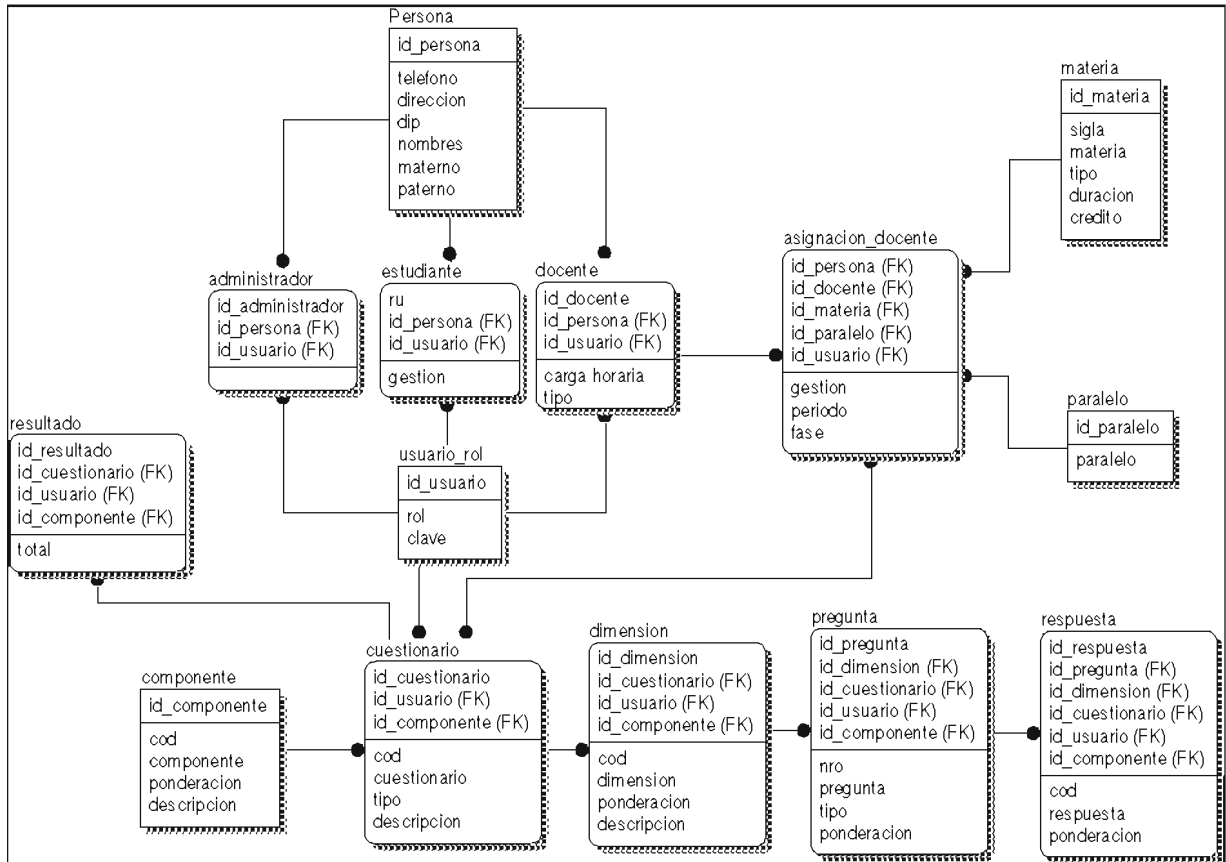 Persona
id_persona
telefono
direccion
dip
nombres
materno
paterno
materia
id_materia
sigla
materia
tipo
duracion
credito
administrador
id_administrador
id_persona (FK)
id_usuario (FK)
estudiante
ru
id_persona (FK)
id_usuario (FK)
gestion
docente
id_docente
id_persona (FK)
id_usuario (FK)
carga horaria
tipo
asignacion_docente
id_persona (FK)
id_docente (FK)
id_materia (FK)
id_paralelo (FK)
id_usuario (FK)
gestion
periodo
fase
paralelo
id_paralelo
paralelo
resultado
id_resultado
id_cuestionario (FK)
id_usuario (FK)
id_componente (FK)
total
usuario_rol
id_usuario
rol
clave
componente
id_componente
cod
componente
ponderacion
descripcion
cuestionario
id_cuestionario
id_usuario (FK)
id_componente (FK)
cod
cuestionario
tipo
descripcion
dimension
id_dimension
id_cuestionario (FK)
id_usuario (FK)
id_componente (FK)
cod
dimension
ponderacion
descripcion
pregunta
id_pregunta
id_dimension (FK)
id_cuestionario (FK)
id_usuario (FK)
id_componente (FK)
nro
pregunta
tipo
ponderacion
respuesta
id_respuesta
id_pregunta (FK)
id_dimension (FK)
id_cuestionario (FK)
id_usuario (FK)
id_componente (FK)
cod
respuesta
ponderacion